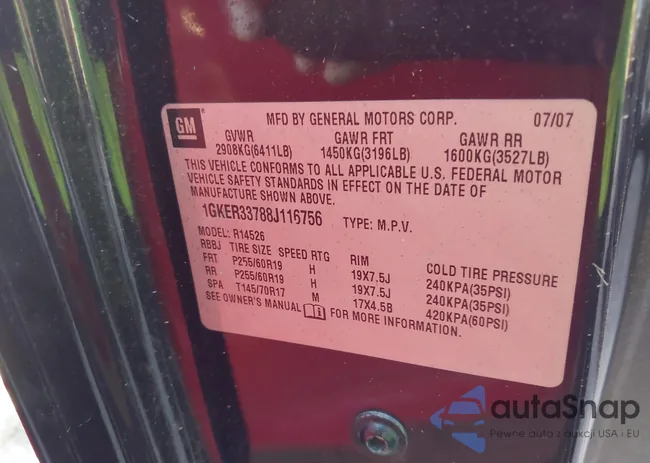 GM
MFD BY GENERAL MOTORS CORP. 07/07
GVWR GAWR FRT GAWR RR
2908KG(6411LB) 1450KG(3196LB) 1600KG(3527LB)
THIS VEHICLE CONFORMS TO ALL APPLICABLE U.S. FEDERAL MOTOR
VEHICLE SAFETY STANDARDS IN EFFECT ON THE DATE OF
MANUFACTURE SHOWN ABOVE.
1GKER33788J116756 TYPE: M.P.V.
MODEL: R14526
RBBJ TIRE SIZE SPEED RTG RIM COLD TIRE PRESSURE
FRT P255/60R19 H 19X7.5J 240KPA(35PSI)
RR P255/60R19 H 19X7.5J 240KPA(35PSI)
SPA T145/70R17 M 17X4.5B 420KPA(60PSI)
SEE OWNER'S MANUAL FOR MORE INFORMATION.
autaSnap
Pewne auta z aukcji USA i EU